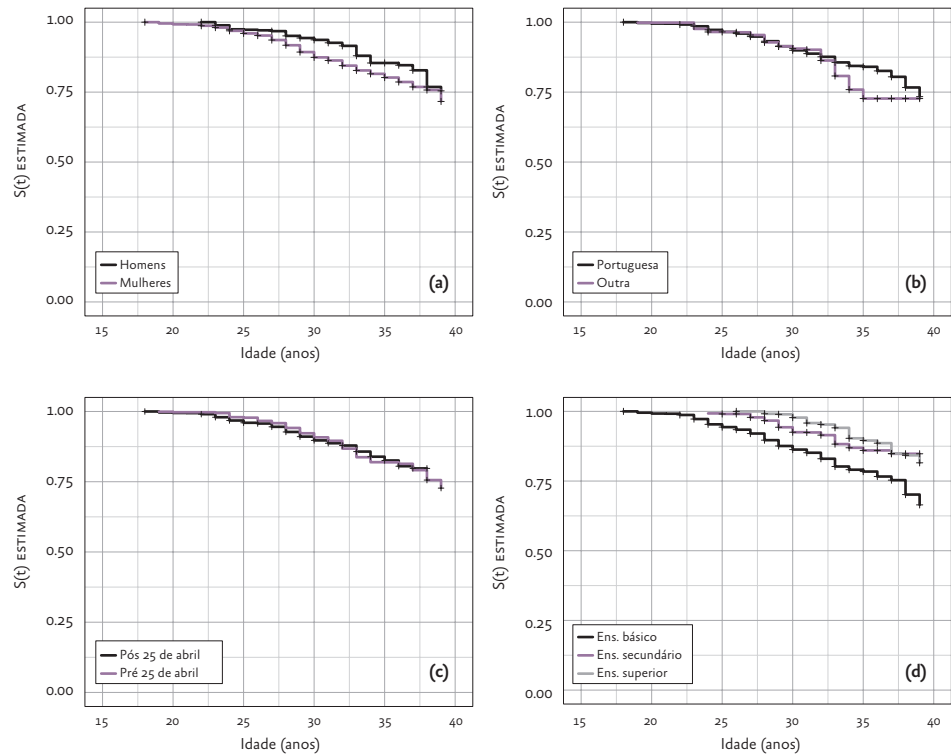 1.00
0.75
0.50
0.25
0.00
S(t) ESTIMADA
Homens
Mulheres
(a)
15 20 25 30 35 40
Idade (anos)
1.00
0.75
0.50
0.25
0.00
S(t) ESTIMADA
Portuguesa
Outra
(b)
15 20 25 30 35 40
Idade (anos)
1.00
0.75
0.50
0.25
0.00
S(t) ESTIMADA
Pós 25 de abril
Pré 25 de abril
(c)
15 20 25 30 35 40
Idade (anos)
1.00
0.75
0.50
0.25
0.00
S(t) ESTIMADA
Ens. básico
Ens. secundário
Ens. superior
(d)
15 20 25 30 35 40
Idade (anos)